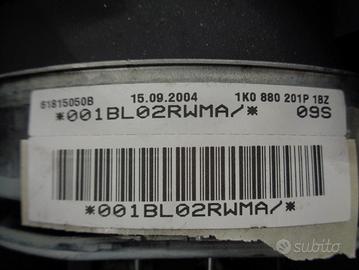 61815050B 15.09.2004 1K0 880 201P 1BZ
*001BL02RWMA/* 09S
*001BL02RWMA/*
subito